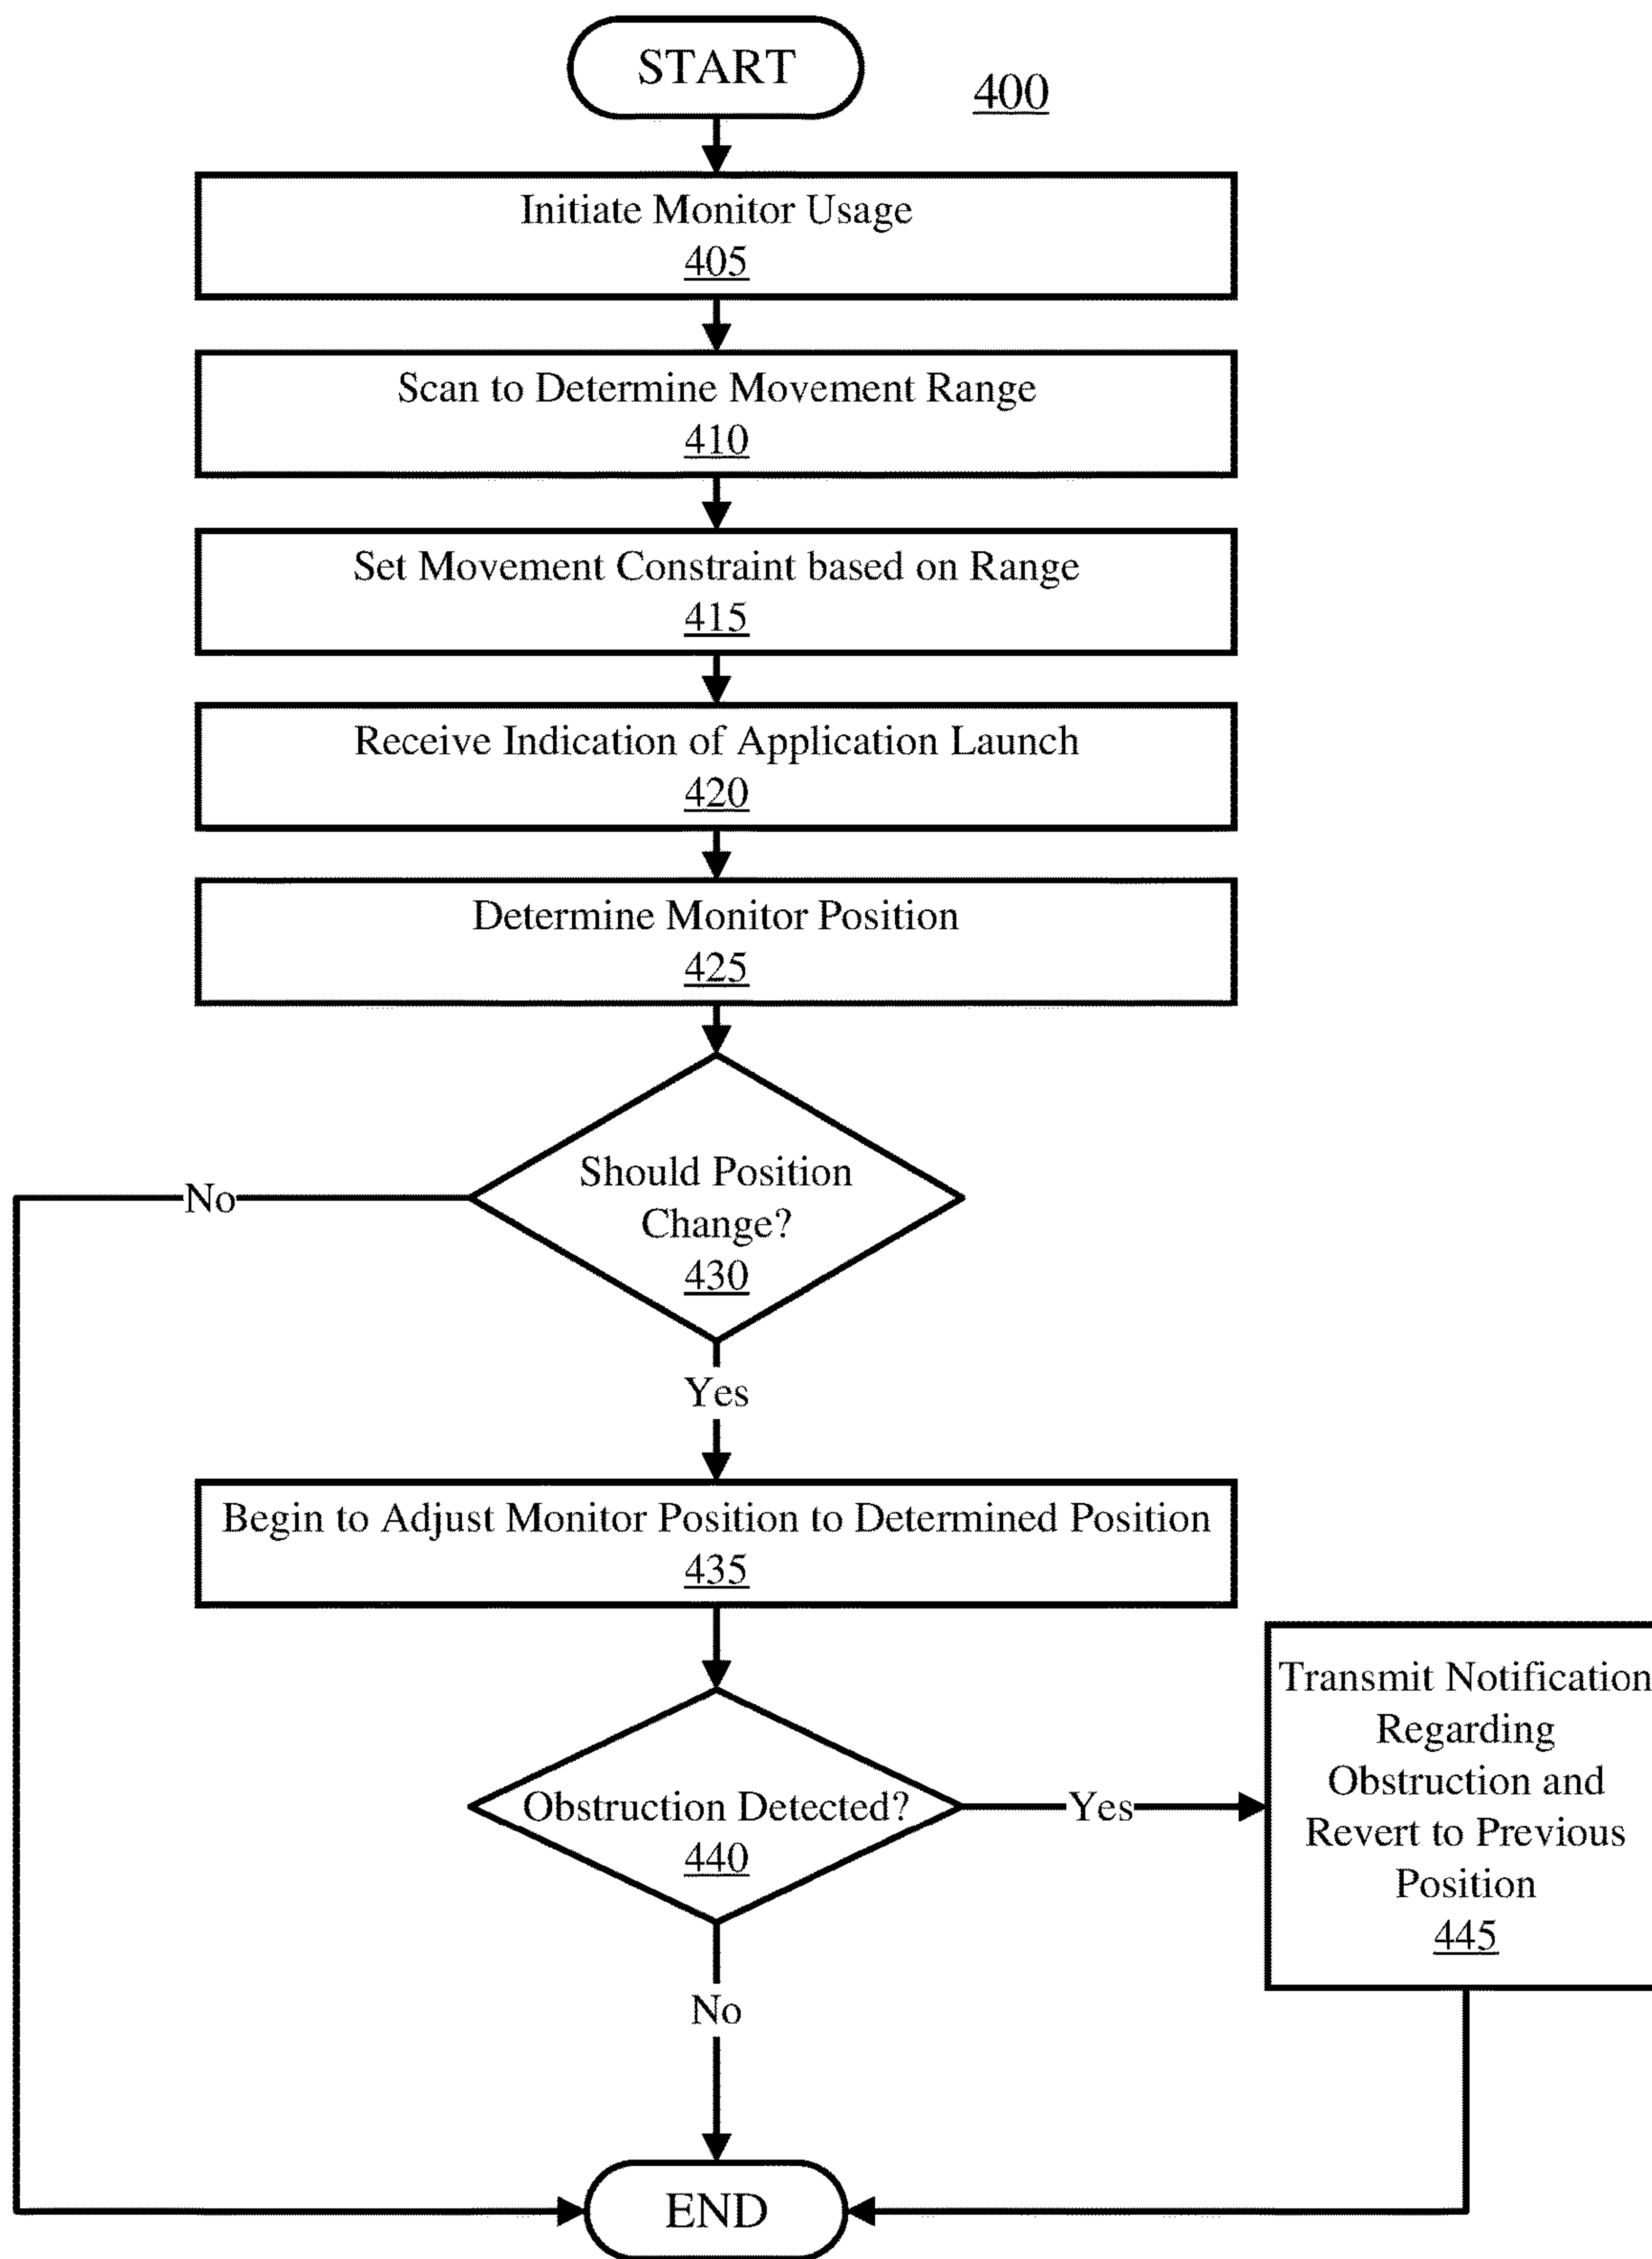 START
400
Initiate Monitor Usage
405
Scan to Determine Movement Range
410
Set Movement Constraint based on Range
415
Receive Indication of Application Launch
420
Determine Monitor Position
425
Should Position
Change?
430
No
Yes
Begin to Adjust Monitor Position to Determined Position
435
Obstruction Detected?
440
Yes
Transmit Notification
Regarding
Obstruction and
Revert to Previous
Position
445
No
END